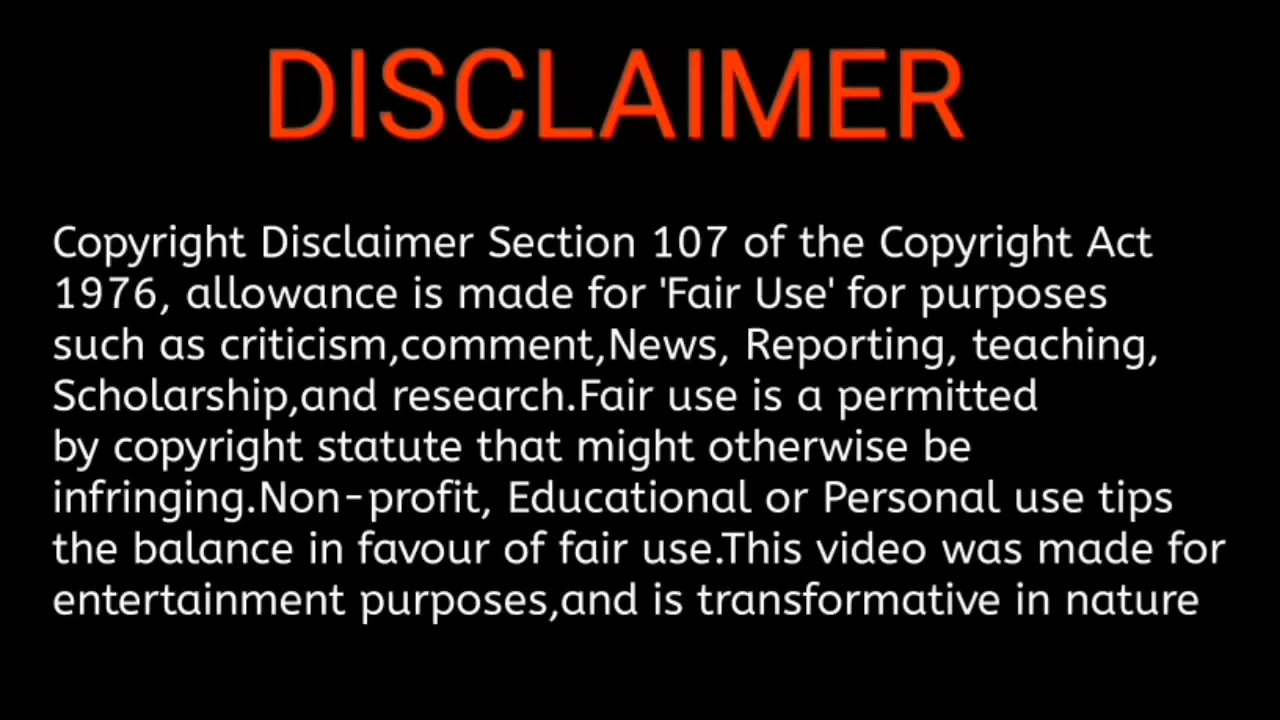 DISCLAIMER
Copyright Disclaimer Section 107 of the Copyright Act
1976, allowance is made for 'Fair Use' for purposes
such as criticism,comment,News, Reporting, teaching,
Scholarship,and research.Fair use is a permitted
by copyright statute that might otherwise be
infringing.Non-profit, Educational or Personal use tips
the balance in favour of fair use.This video was made for
entertainment purposes,and is transformative in nature